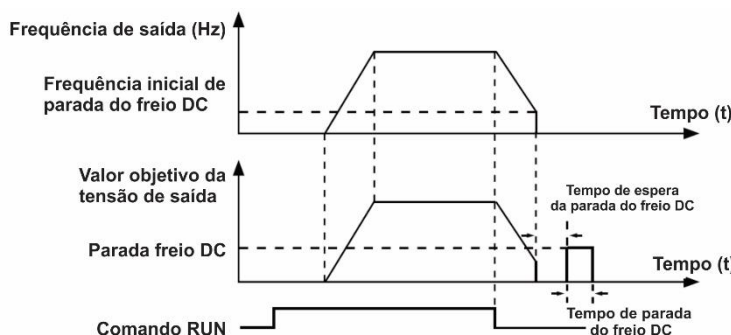 Frequência de saída (Hz)
Frequência inicial de
parada do freio DC
Tempo (t)
Valor objetivo da
tensão de saída
Tempo de espera
da parada do freio DC
Parada freio DC
Tempo (t)
Tempo de parada
do freio DC
Comando RUN